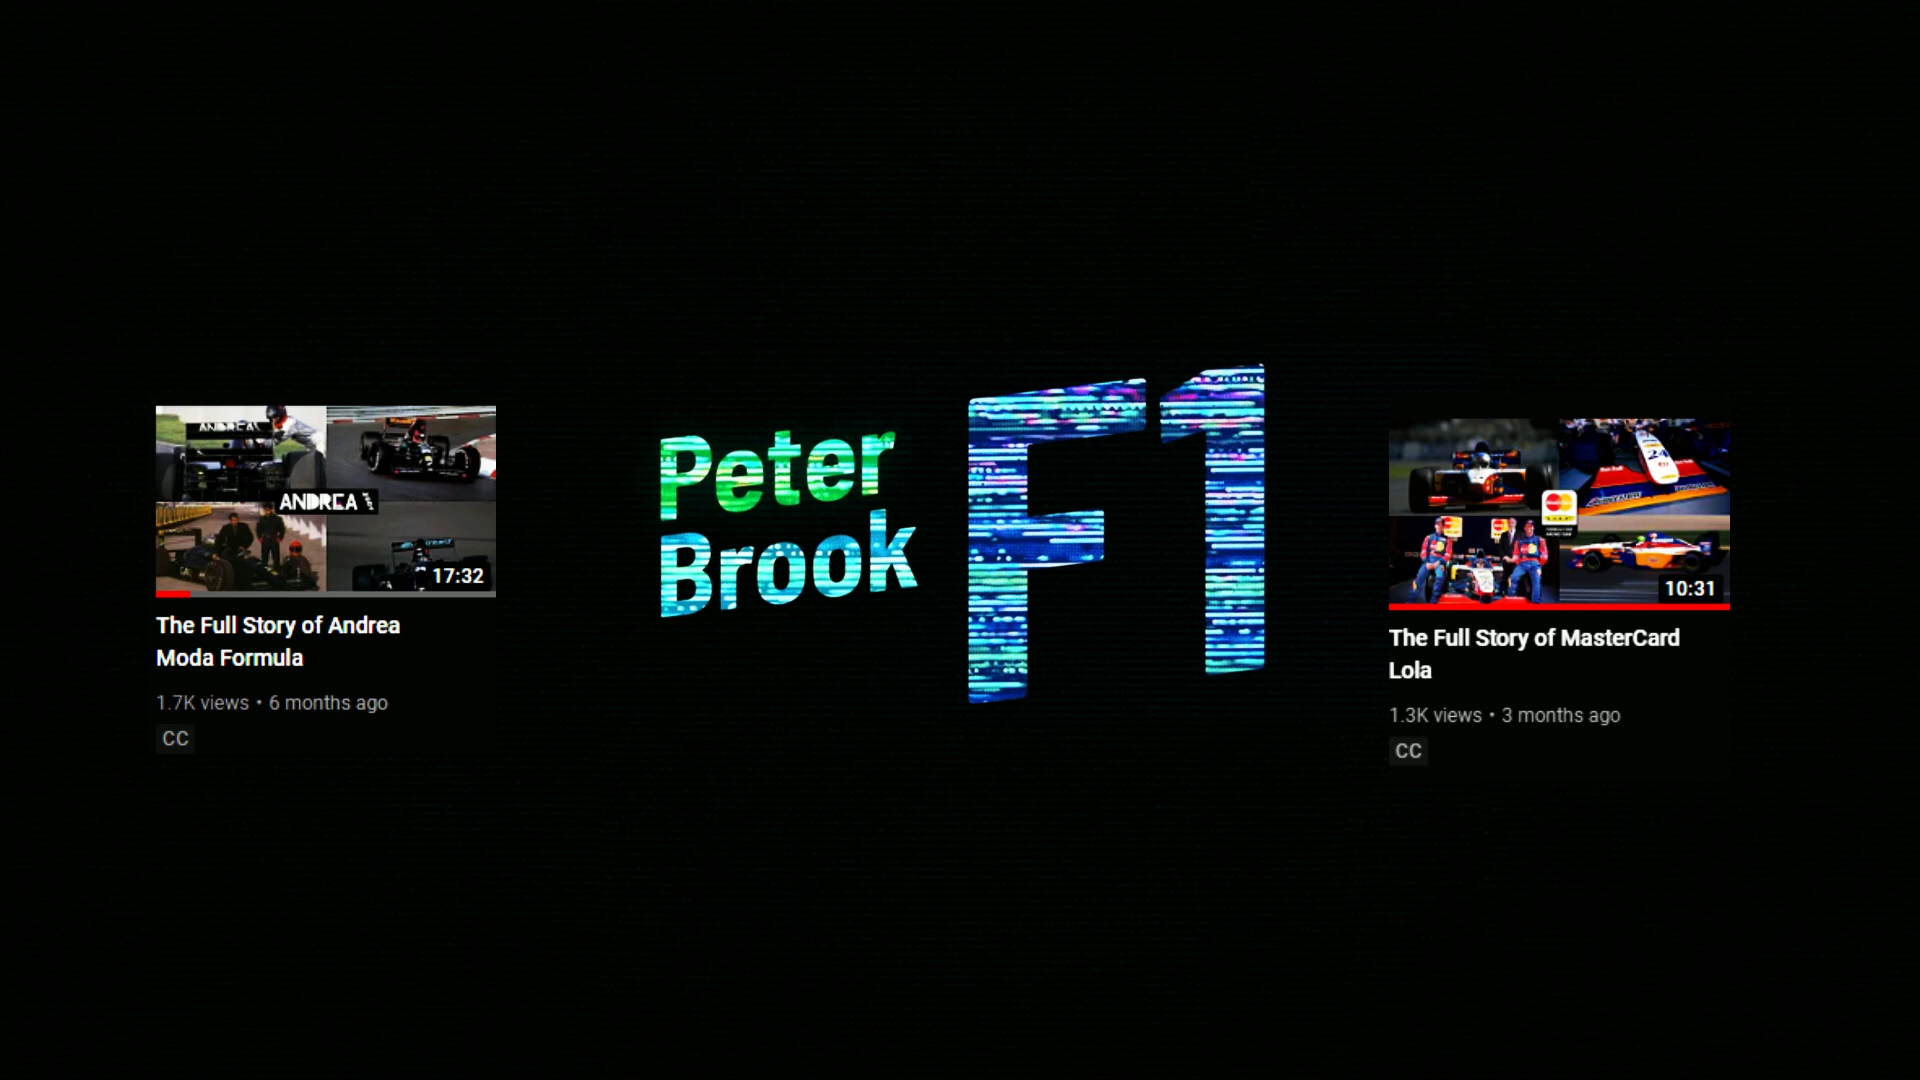 ANDREA
ANDREA
17:32
The Full Story of Andrea
Moda Formula
1.7K views • 6 months ago
CC
Peter
Brook
F1
24
10:31
The Full Story of MasterCard
Lola
1.3K views • 3 months ago
CC